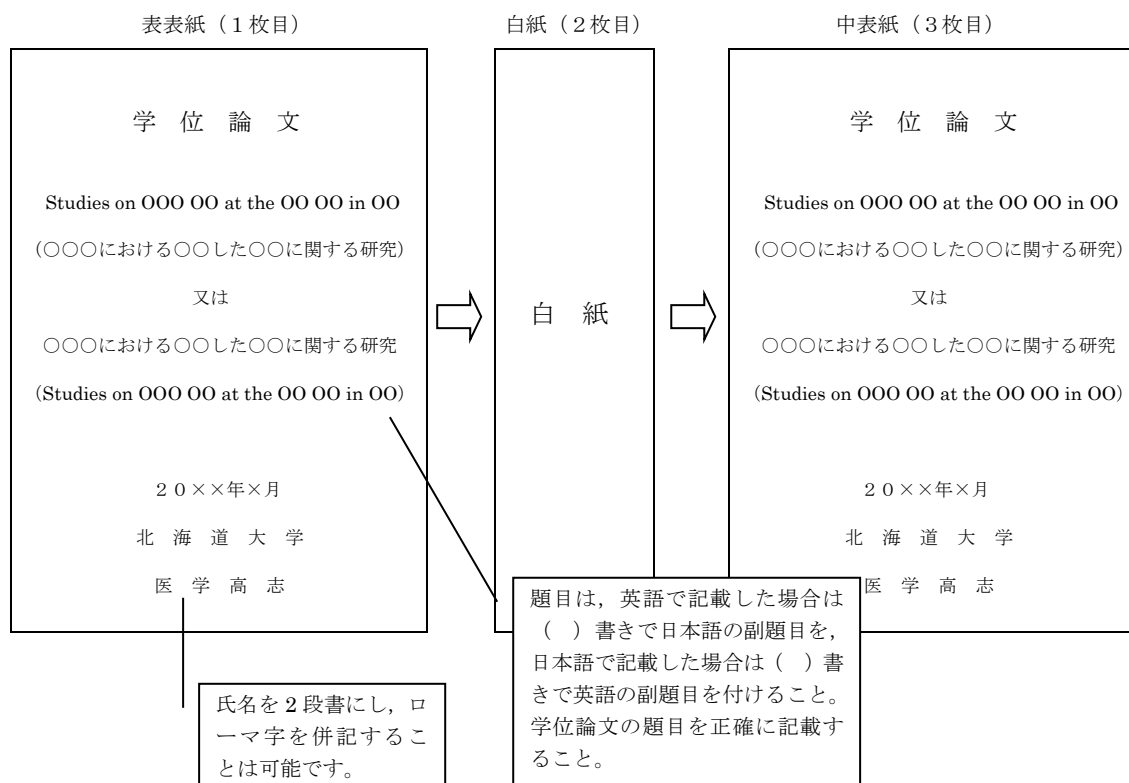 表表紙（１枚目）
学　位　論　文
Studies on OOO OO at the OO OO in OO
(○○○における○○した○○に関する研究)
又は
○○○における○○した○○に関する研究
(Studies on OOO OO at the OO OO in OO)
２０××年×月
北　海　道　大　学
医　学　高　志
氏名を 2 段書にし，ロ
ーマ字を併記するこ
とは可能です。
白紙（２枚目）
白　紙
題目は，英語で記載した場合は
（　）書きで日本語の副題目を，
日本語で記載した場合は（　）書
きで英語の副題目を付けること。
学位論文の題目を正確に記載す
ること。
中表紙（３枚目）
学　位　論　文
Studies on OOO OO at the OO OO in OO
(○○○における○○した○○に関する研究)
又は
○○○における○○した○○に関する研究
(Studies on OOO OO at the OO OO in OO)
２０××年×月
北　海　道　大　学
医　学　高　志